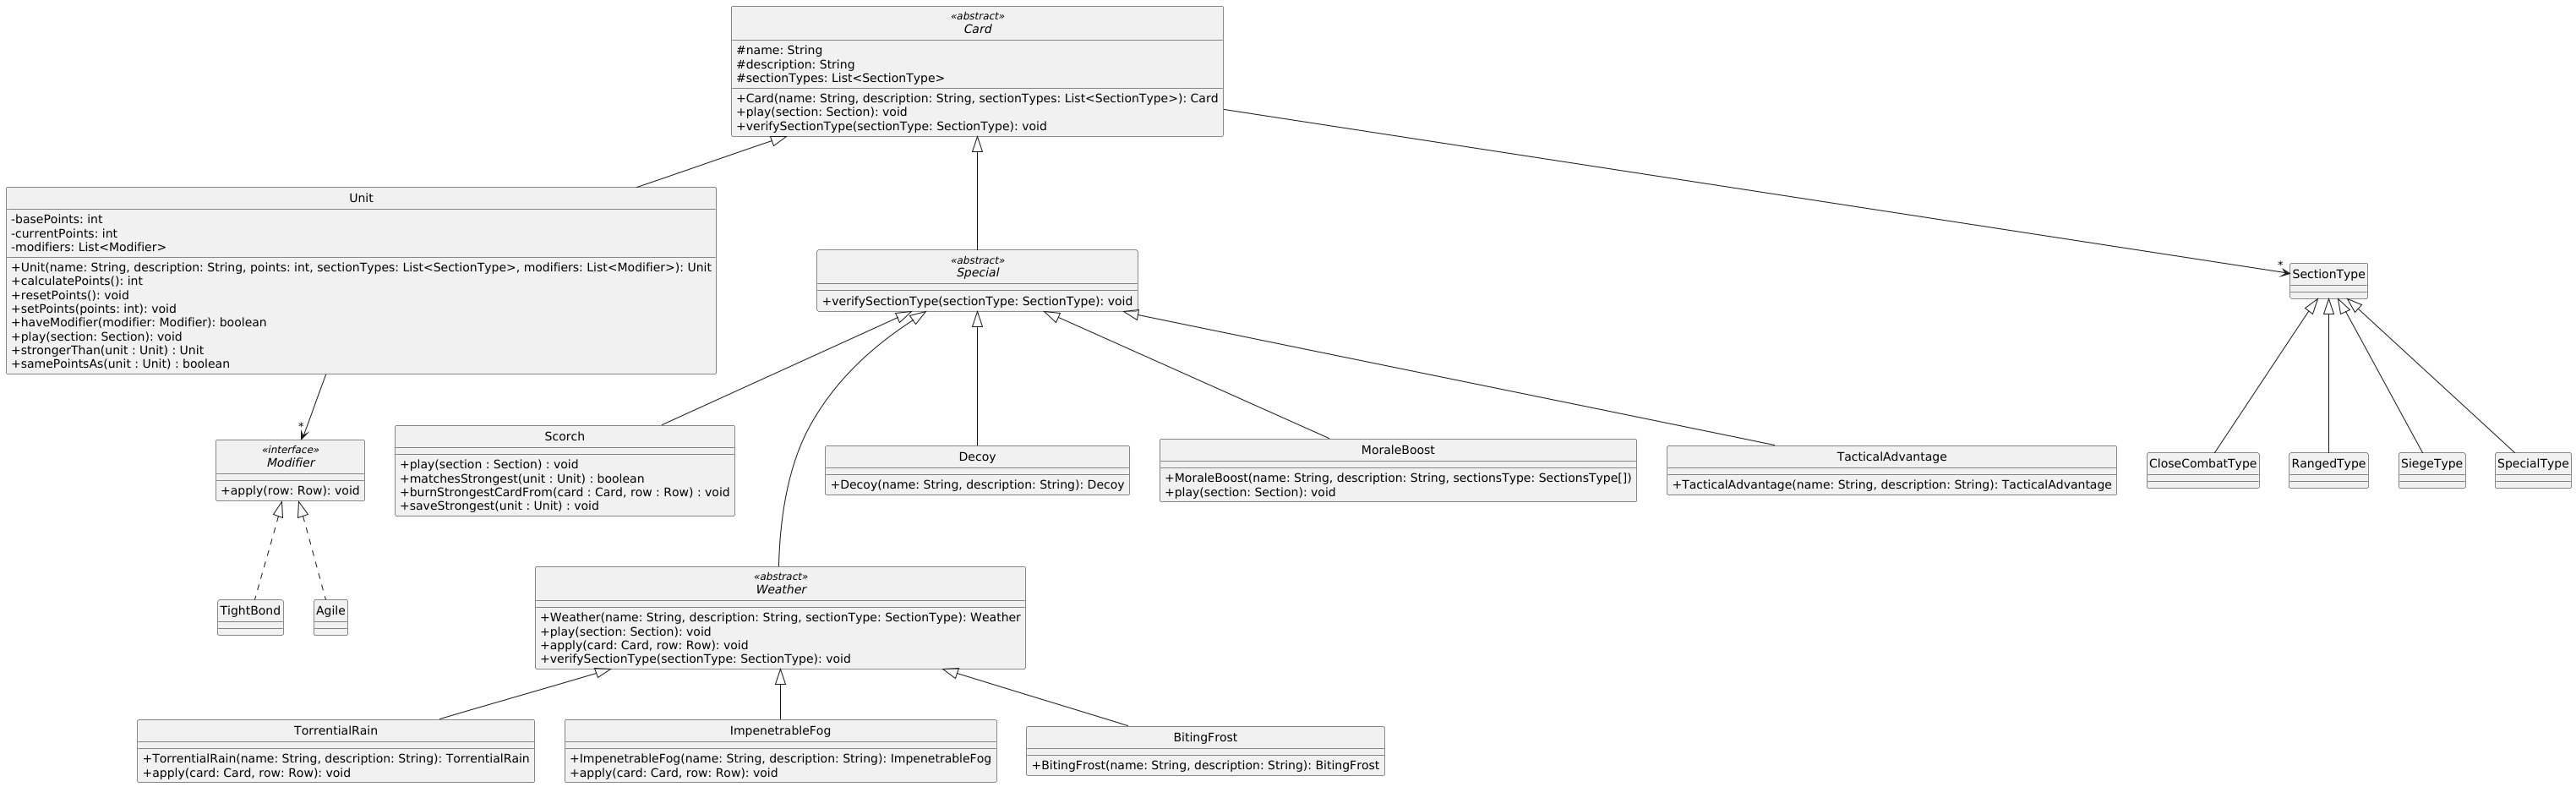 «abstract»
Card
#name: String
#description: String
#sectionTypes: List<SectionType>
+Card(name: String, description: String, sectionTypes: List<SectionType>): Card
+play(section: Section): void
+verifySectionType(sectionType: SectionType): void
Unit
-basePoints: int
-currentPoints: int
-modifiers: List<Modifier>
+Unit(name: String, description: String, points: int, sectionTypes: List<SectionType>, modifiers: List<Modifier>): Unit
+calculatePoints(): int
+resetPoints(): void
+setPoints(points: int): void
+haveModifier(modifier: Modifier): boolean
+play(section: Section): void
+strongerThan(unit : Unit) : Unit
+samePointsAs(unit : Unit) : boolean
«abstract»
Special
+verifySectionType(sectionType: SectionType): void
*
SectionType
*
«interface»
Modifier
+apply(row: Row): void
Scorch
+play(section : Section) : void
+matchesStrongest(unit : Unit) : boolean
+burnStrongestCardFrom(card : Card, row : Row) : void
+saveStrongest(unit : Unit) : void
Decoy
+Decoy(name: String, description: String): Decoy
MoraleBoost
+MoraleBoost(name: String, description: String, sectionsType: SectionsType[])
+play(section: Section): void
TacticalAdvantage
+TacticalAdvantage(name: String, description: String): TacticalAdvantage
CloseCombatType
RangedType
SiegeType
SpecialType
TightBond
Agile
«abstract»
Weather
+Weather(name: String, description: String, sectionType: SectionType): Weather
+play(section: Section): void
+apply(card: Card, row: Row): void
+verifySectionType(sectionType: SectionType): void
TorrentialRain
+TorrentialRain(name: String, description: String): TorrentialRain
+apply(card: Card, row: Row): void
ImpenetrableFog
+ImpenetrableFog(name: String, description: String): ImpenetrableFog
+apply(card: Card, row: Row): void
BitingFrost
+BitingFrost(name: String, description: String): BitingFrost